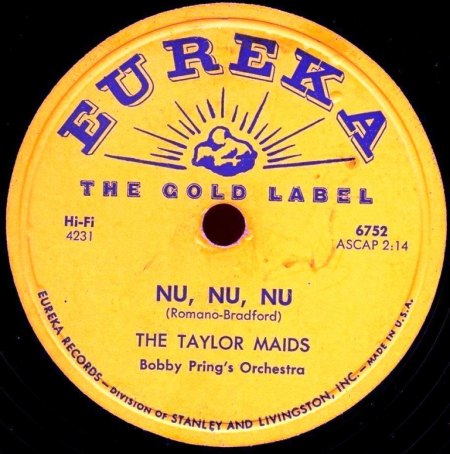 EUREKA
THE GOLD LABEL
Hi-Fi
4231
6752
ASCAP 2:14
NU, NU, NU
(Romano-Bradford)
THE TAYLOR MAIDS
Bobby Pring's Orchestra
EUREKA RECORDS—DIVISION OF STANLEY AND LIVINGSTON, INC.—MADE IN U.S.A.